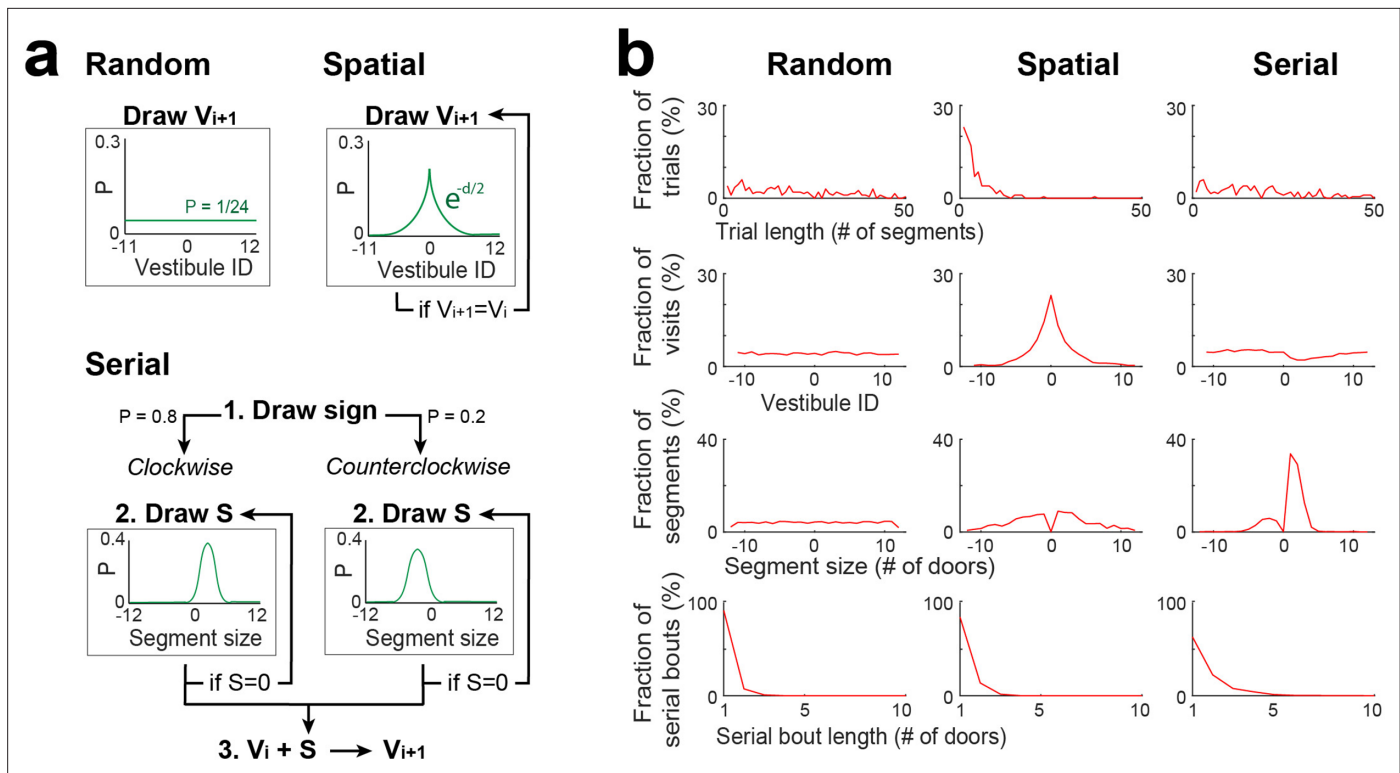 a
Random
Spatial
Draw Vi+1
0.3
P
P = 1/24
0
-11 0 12
Vestibule ID
Draw Vi+1
0.3
P
e-d/2
0
-11 0 12
Vestibule ID
if Vi+1=Vi
Serial
P = 0.8
1. Draw sign
P = 0.2
Clockwise
Counterclockwise
2. Draw S
0.4
P
0
-12 0 12
Segment size
if S=0
2. Draw S
0.4
P
0
-12 0 12
Segment size
if S=0
3. Vi + S
Vi+1
b
Random
Spatial
Serial
Fraction of
trials (%)
30
0
0 50
30
0
0 50
30
0
0 50
Trial length (# of segments)
Fraction of
visits (%)
30
0
-10 0 10
30
0
-10 0 10
30
0
-10 0 10
Vestibule ID
Fraction of
segments (%)
40
0
-10 0 10
40
0
-10 0 10
40
0
-10 0 10
Segment size (# of doors)
Fraction of
serial bouts (%)
100
0
1 5 10
100
0
1 5 10
100
0
1 5 10
Serial bout length (# of doors)